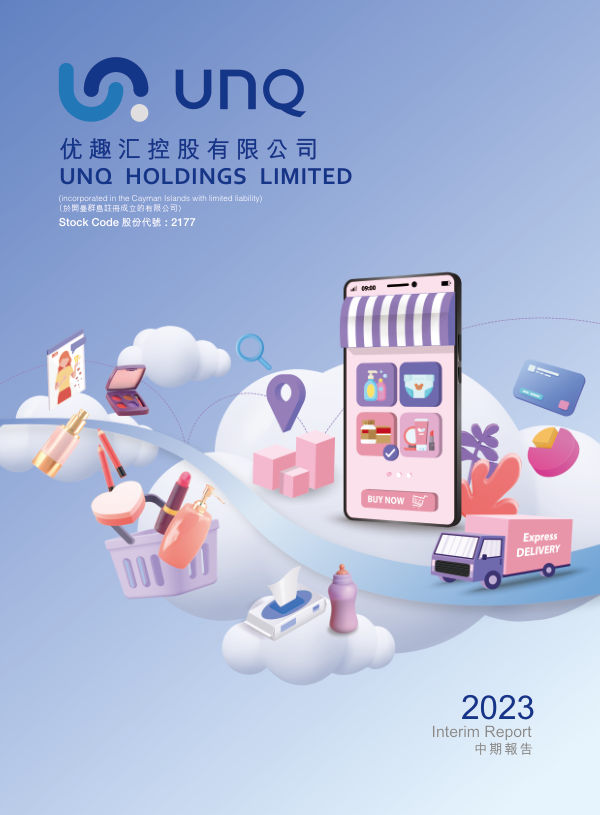 UNQ
优趣汇控股有限公司
UNQ HOLDINGS LIMITED
(incorporated in the Cayman Islands with limited liability)
(於開曼群島註冊成立的有限公司)
Stock Code 股份代號 : 2177
09:00
BUY NOW
Express
DELIVERY
2023
Interim Report
中期報告